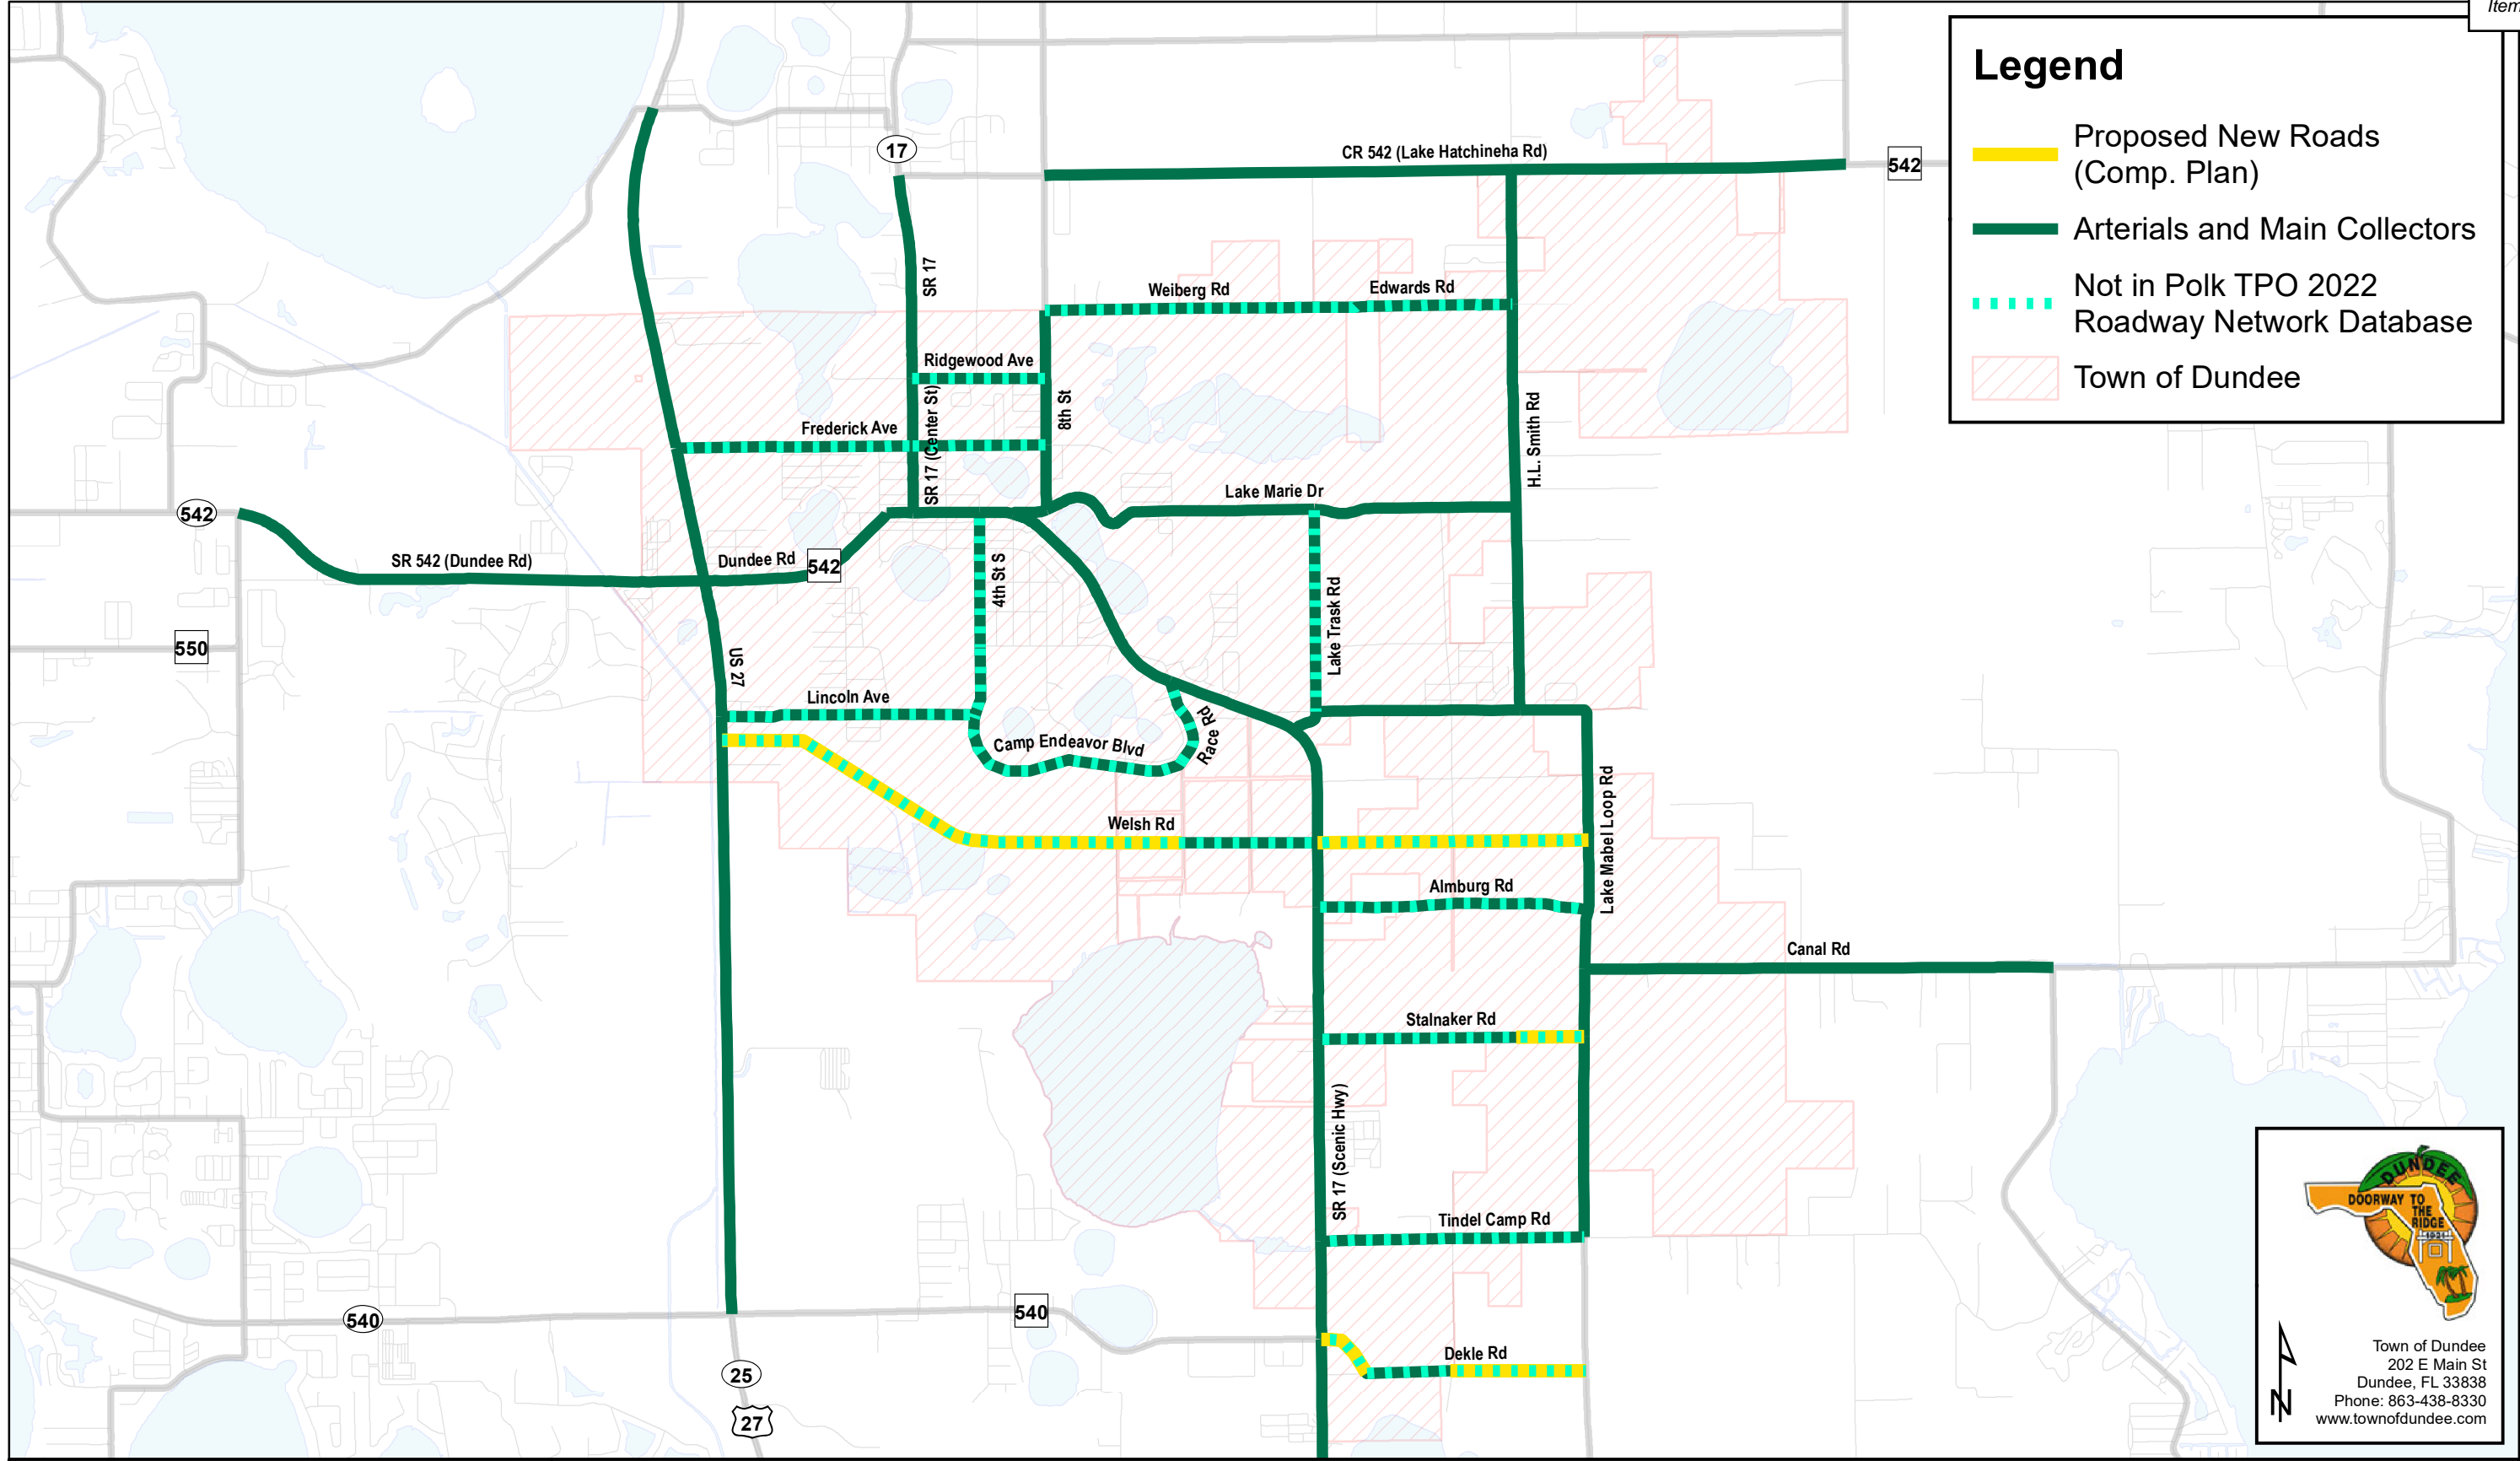 Item
Legend
Proposed New Roads
(Comp. Plan)
Arterials and Main Collectors
Not in Polk TPO 2022
Roadway Network Database
Town of Dundee
17
CR 542 (Lake Hatchineha Rd)
542
SR 17
Weiberg Rd
Edwards Rd
Ridgewood Ave
SR 17 (Center St)
8th St
Frederick Ave
H.L. Smith Rd
Lake Marie Dr
542
SR 542 (Dundee Rd)
Dundee Rd
542
4th St S
Lake Trask Rd
550
US 27
Lincoln Ave
Camp Endeavor Blvd
Race Rd
Lake Mabel Loop Rd
Welsh Rd
Almburg Rd
Canal Rd
Stalnaker Rd
SR 17 (Scenic Hwy)
Tindel Camp Rd
540
540
Dekle Rd
25
27
DUNDEE
DOORWAY TO
THE
RIDGE
N
Town of Dundee
202 E Main St
Dundee, FL 33838
Phone: 863-438-8330
www.townofdundee.com